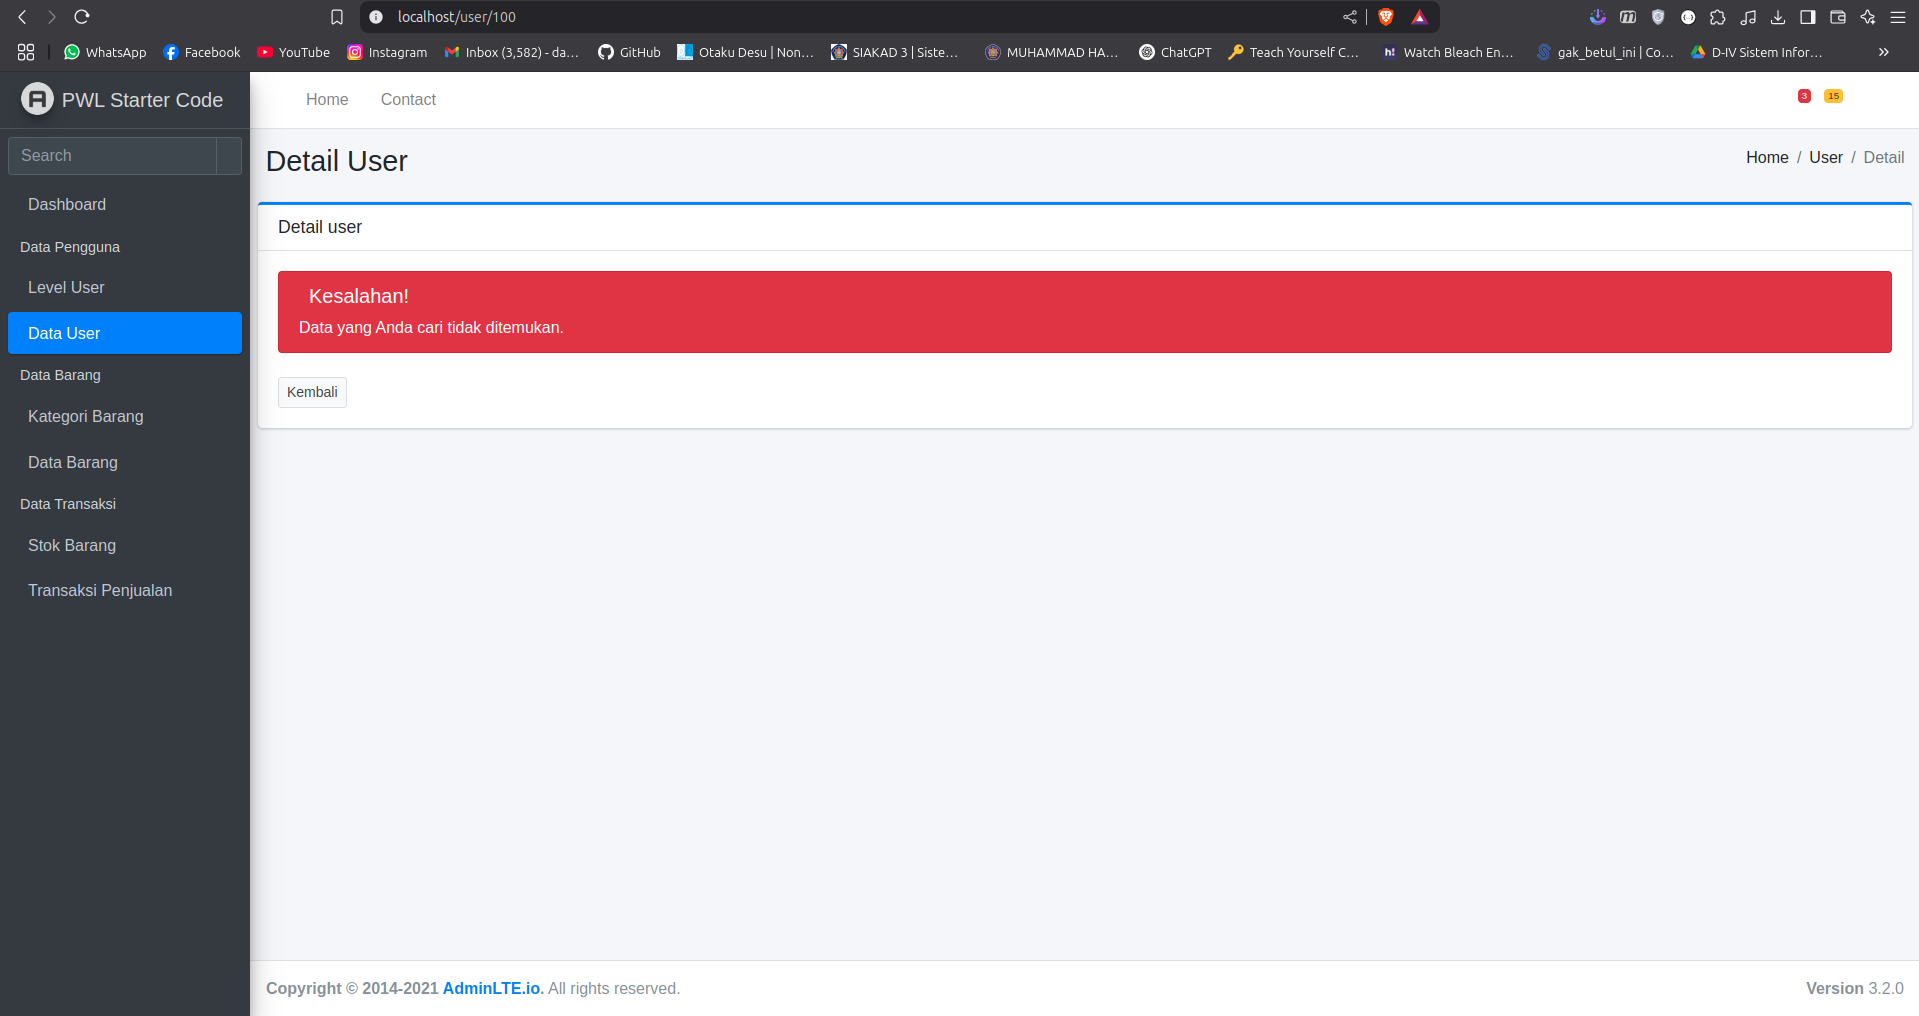 localhost/user/100
WhatsApp
Facebook
YouTube
Instagram
Inbox (3,582) - da...
GitHub
Otaku Desu | Non...
SIAKAD 3 | Siste...
MUHAMMAD HA...
ChatGPT
Teach Yourself C...
h! Watch Bleach En...
gak_betul_ini | Co...
D-IV Sistem Infor...
PWL Starter Code
Home
Contact
3
15
Search
Detail User
Home / User / Detail
Dashboard
Data Pengguna
Level User
Data User
Data Barang
Kategori Barang
Data Barang
Data Transaksi
Stok Barang
Transaksi Penjualan
Detail user
Kesalahan!
Data yang Anda cari tidak ditemukan.
Kembali
Copyright © 2014-2021 AdminLTE.io. All rights reserved.
Version 3.2.0